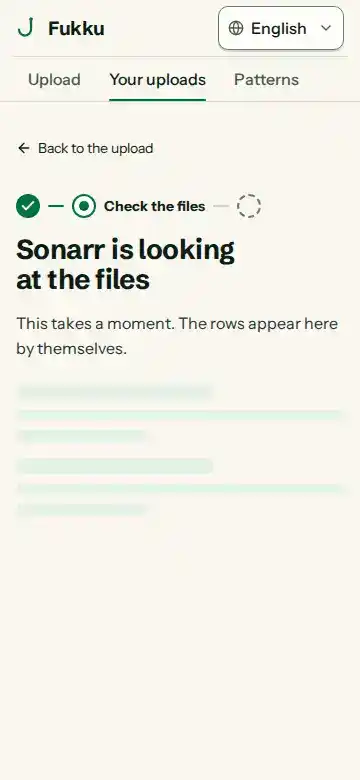 Fukku
English
Upload
Your uploads
Patterns
Back to the upload
Check the files
Sonarr is looking
at the files
This takes a moment. The rows appear here
by themselves.